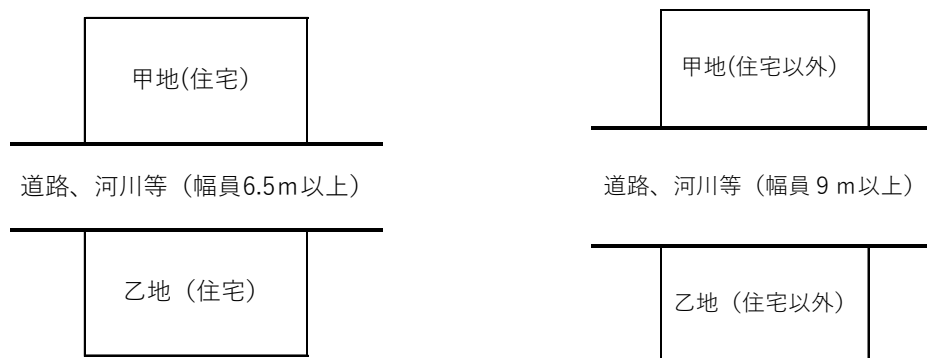 甲地(住宅)
道路、河川等（幅員6.5ｍ以上）
乙地（住宅）
甲地(住宅以外)
道路、河川等（幅員９ｍ以上）
乙地（住宅以外）